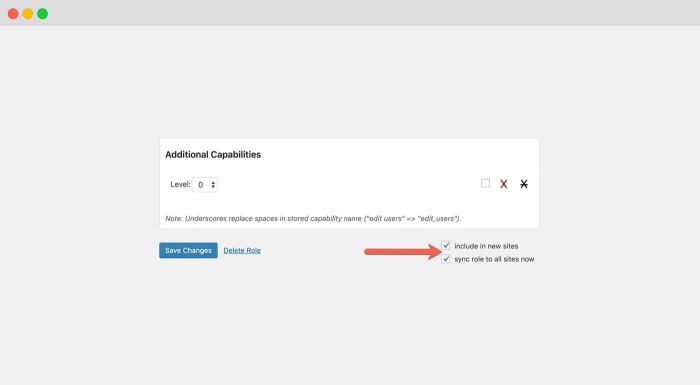 Additional Capabilities
Level: 0 X X
Note: Underscores replace spaces in stored capability name ("edit users" => "edit_users").
Save Changes Delete Role
include in new sites
sync role to all sites now